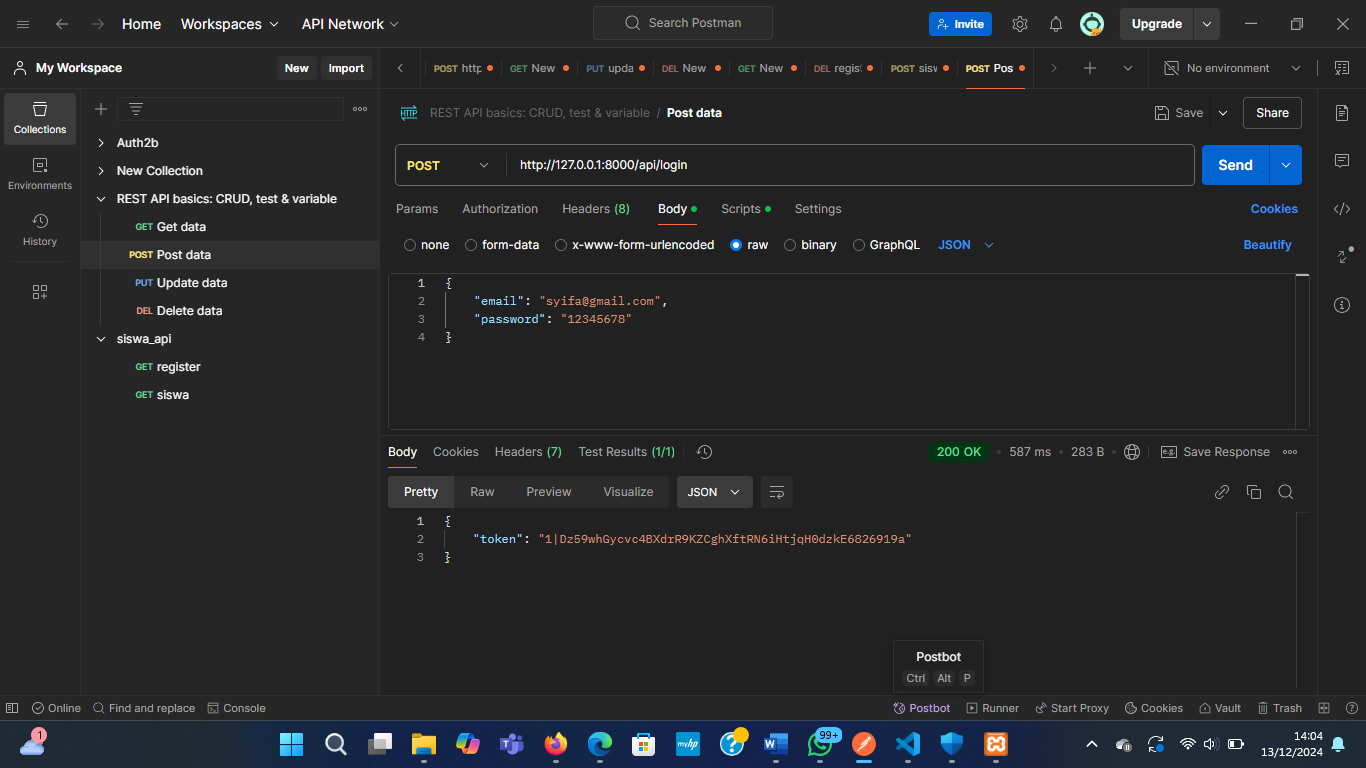 Home Workspaces API Network Search Postman Invite Upgrade
My Workspace New Import
POST http GET New PUT upda DEL New GET New DEL regis POST sisv POST Pos No environment
Collections
Environments
History
Auth2b
New Collection
REST API basics: CRUD, test & variable
GET Get data
POST Post data
PUT Update data
DEL Delete data
siswa_api
GET register
GET siswa
HTTP REST API basics: CRUD, test & variable / Post data Save Share
POST http://127.0.0.1:8000/api/login Send
Params Authorization Headers (8) Body Scripts Settings Cookies
none form-data x-www-form-urlencoded raw binary GraphQL JSON Beautify
1 {
2 "email": "syifa@gmail.com",
3 "password": "12345678"
4 }
Body Cookies Headers (7) Test Results (1/1) 200 OK 587 ms 283 B e.g. Save Response
Pretty Raw Preview Visualize JSON
1 {
2 "token": "1|Dz59whGycvc4BXdrR9KZCghXftRN6iHtjqH0dzkE6826919a"
3 }
Postbot
Ctrl Alt P
Online Find and replace Console Postbot Runner Start Proxy Cookies Vault Trash
1 myhp 99+ 14:04
13/12/2024